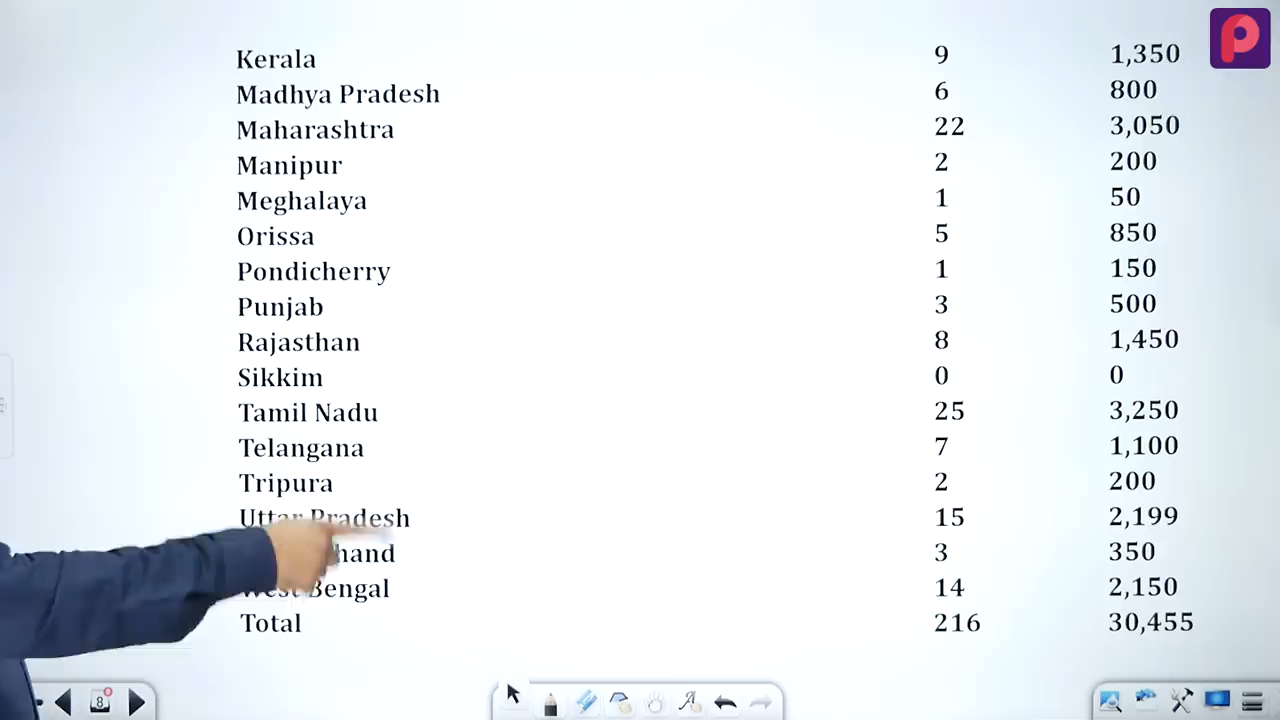 Kerala 9 1,350
Madhya Pradesh 6 800
Maharashtra 22 3,050
Manipur 2 200
Meghalaya 1 50
Orissa 5 850
Pondicherry 1 150
Punjab 3 500
Rajasthan 8 1,450
Sikkim 0 0
Tamil Nadu 25 3,250
Telangana 7 1,100
Tripura 2 200
Uttar Pradesh 15 2,199
hand 3 350
West Bengal 14 2,150
Total 216 30,455
8